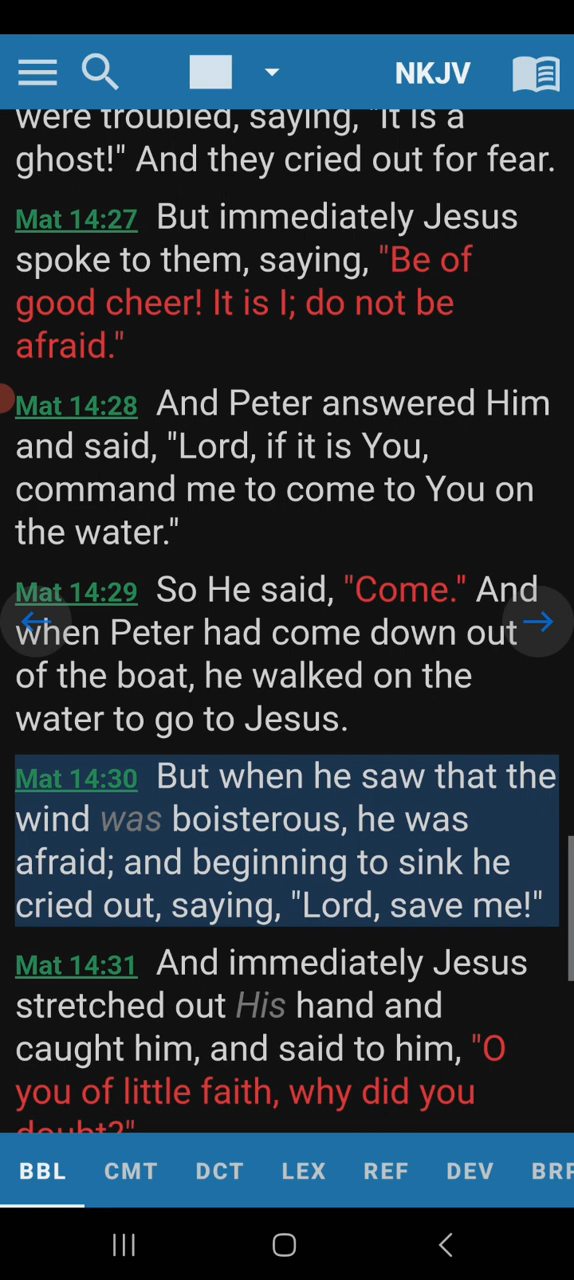 NKJV
were troubled, saying, "It is a
ghost!" And they cried out for fear.
Mat 14:27 But immediately Jesus
spoke to them, saying, "Be of
good cheer! It is I; do not be
afraid."
Mat 14:28 And Peter answered Him
and said, "Lord, if it is You,
command me to come to You on
the water."
Mat 14:29 So He said, "Come." And
when Peter had come down out
of the boat, he walked on the
water to go to Jesus.
Mat 14:30 But when he saw that the
wind was boisterous, he was
afraid; and beginning to sink he
cried out, saying, "Lord, save me!"
Mat 14:31 And immediately Jesus
stretched out His hand and
caught him, and said to him, "O
you of little faith, why did you
doubt?"
BBL CMT DCT LEX REF DEV BRP